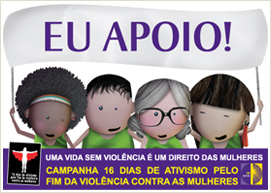 EU APOIO!
UMA VIDA SEM VIOLÊNCIA É UM DIREITO DAS MULHERES
CAMPANHA 16 DIAS DE ATIVISMO PELO
FIM DA VIOLÊNCIA CONTRA AS MULHERES